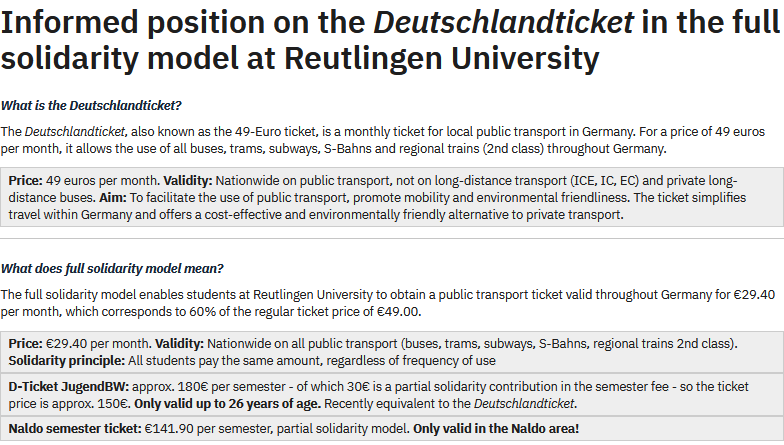 Informed position on the Deutschlandticket in the full
solidarity model at Reutlingen University
What is the Deutschlandticket?
The Deutschlandticket, also known as the 49-Euro ticket, is a monthly ticket for local public transport in Germany. For a price of 49 euros
per month, it allows the use of all buses, trams, subways, S-Bahns and regional trains (2nd class) throughout Germany.
Price: 49 euros per month. Validity: Nationwide on public transport, not on long-distance transport (ICE, IC, EC) and private long-
distance buses. Aim: To facilitate the use of public transport, promote mobility and environmental friendliness. The ticket simplifies
travel within Germany and offers a cost-effective and environmentally friendly alternative to private transport.
What does full solidarity model mean?
The full solidarity model enables students at Reutlingen University to obtain a public transport ticket valid throughout Germany for €29.40
per month, which corresponds to 60% of the regular ticket price of €49.00.
Price: €29.40 per month. Validity: Nationwide on all public transport (buses, trams, subways, S-Bahns, regional trains 2nd class).
Solidarity principle: All students pay the same amount, regardless of frequency of use
D-Ticket JugendBW: approx. 180€ per semester - of which 30€ is a partial solidarity contribution in the semester fee - so the ticket
price is approx. 150€. Only valid up to 26 years of age. Recently equivalent to the Deutschlandticket.
Naldo semester ticket: €141.90 per semester, partial solidarity model. Only valid in the Naldo area!